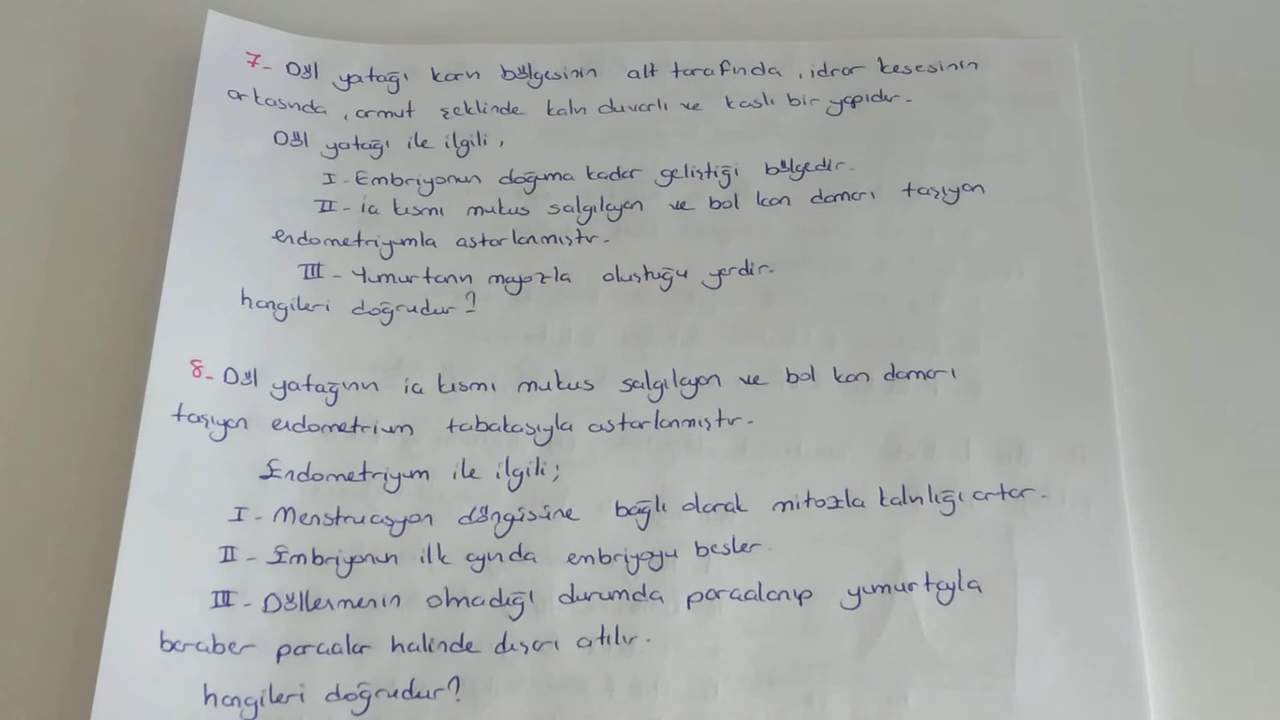 7- Döl yatağı karın bölgesinin alt tarafında, idrar kesesinin
arkasında, armut şeklinde kalın duvarlı ve kaslı bir yapıdır.
Döl yatağı ile ilgili,
I- Embriyonun doğuma kadar geliştiği bölgedir.
II- iç kısmı mukus salgılayan ve bol kan damarı taşıyan
endometriyumla astarlanmıştır.
III- Yumurtanın mayozla oluştuğu yerdir.
hangileri doğrudur?
8- Döl yatağının iç kısmı mukus salgılayan ve bol kan damarı
taşıyan endometrium tabakasıyla astarlanmıştır.
Endometriyum ile ilgili;
I- Menstruasyon döngüsüne bağlı olarak mitozla kalınlığı artar.
II- Embriyonun ilk ayında embriyoyu besler.
III- Döllenmenin olmadığı durumda parçalanıp yumurtayla
beraber parçalar halinde dışarı atılır.
hangileri doğrudur?